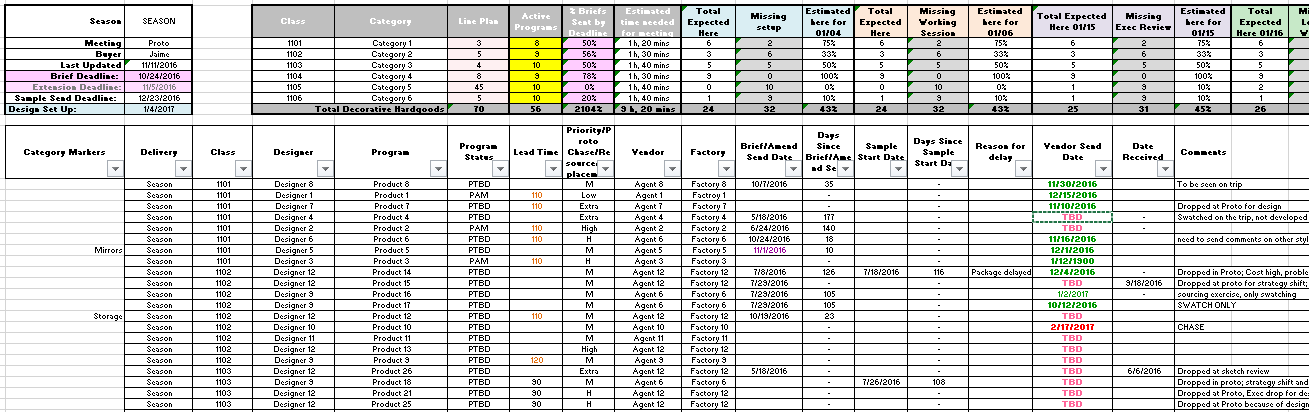 Season SEASON Class Category Line Plan Active Programs % Briefs Sent by Deadline Estimated time needed for meeting Total Expected Here Missing setup Estimated here for 01/04 Total Expected Here Missing Working Session Estimated here for 01/06 Total Expected Here 01/15 Missing Exec Review Estimated here for 01/15 Total Expected Here 01/16
Meeting Proto 1101 Category 1 3 8 50% 1 h, 20 mins 6 2 75% 6 2 75% 6 2 75% 6
Buyer Jaime 1102 Category 2 5 9 56% 1 h, 30 mins 3 6 33% 3 6 33% 3 6 33% 3
Last Updated 11/11/2016 1103 Category 3 4 10 50% 1 h, 40 mins 5 5 50% 5 5 50% 5 5 50% 5
Brief Deadline: 10/24/2016 1104 Category 4 8 9 78% 1 h, 30 mins 9 0 100% 9 0 100% 9 0 100% 9
Extension Deadline: 11/5/2016 1105 Category 5 45 10 0% 1 h, 40 mins 0 10 0% 0 10 0% 1 9 10% 2
Sample Send Deadline: 12/23/2016 1106 Category 6 5 10 20% 1 h, 40 mins 1 9 10% 1 9 10% 1 9 10% 1
Design Set Up: 1/4/2017 Total Decorative Hardgoods 70 56 2104% 9 h, 20 mins 24 32 43% 24 32 43% 25 31 45% 26
Category Markers Delivery Class Designer Program Program Status Lead Time Priority/Proto Chase/Resource/placem Vendor Factory Brief/Amend Send Date Days Since Brief/Amend Se Sample Start Date Days Since Sample Start Da Reason for delay Vendor Send Date Date Received Comments
Season 1101 Designer 8 Product 8 PTBD M Agent 8 Factory 8 10/7/2016 35 - 11/30/2016 To be seen on trip
Season 1101 Designer 1 Product 1 PAM 110 Low Agent 1 Factory 1 - - 12/15/2016
Season 1101 Designer 7 Product 7 PTBD 110 Extra Agent 7 Factory 7 - - 11/10/2016 Dropped at Proto for design
Season 1101 Designer 4 Product 4 PTBD Extra Agent 4 Factory 4 5/18/2016 177 - TBD - Swatched on the trip, not developed
Season 1101 Designer 2 Product 2 PAM 110 High Agent 2 Factory 2 6/24/2016 140 - TBD -
Season 1101 Designer 6 Product 6 PTBD 110 H Agent 6 Factory 6 10/24/2016 18 - 11/16/2016 need to send comments on other styl
Mirrors Season 1101 Designer 5 Product 5 PTBD M Agent 5 Factory 5 11/1/2016 10 - 12/1/2016
Season 1101 Designer 3 Product 3 PAM 110 H Agent 3 Factory 3 - - 1/12/1900
Season 1102 Designer 12 Product 14 PTBD M Agent 12 Factory 12 7/8/2016 126 7/18/2016 116 Package delayed 12/4/2016 - Dropped in Proto; Cost high, proble
Season 1102 Designer 12 Product 15 PTBD M Agent 12 Factory 12 7/29/2016 - TBD 9/18/2016 Dropped at proto for strategy shift;
Season 1102 Designer 9 Product 16 PTBD M Agent 6 Factory 6 7/29/2016 105 - 1/2/2017 - sourcing exercise, only swatching
Season 1102 Designer 9 Product 17 PTBD M Agent 6 Factory 6 7/29/2016 105 - 10/12/2016 SWATCH ONLY
Storage Season 1102 Designer 12 Product 12 PTBD 110 M Agent 12 Factory 12 10/19/2016 23 - TBD
Season 1102 Designer 10 Product 10 PTBD M Agent 10 Factory 10 - - 2/17/2017 CHASE
Season 1102 Designer 12 Product 11 PTBD M Agent 11 Factory 12 - - TBD
Season 1102 Designer 12 Product 13 PTBD High Agent 12 Factory 12 - - TBD
Season 1102 Designer 12 Product 9 PTBD 120 M Agent 9 Factory 12 - - TBD
Season 1103 Designer 12 Product 26 PTBD Extra Agent 12 Factory 12 5/18/2016 - TBD 6/6/2016 Dropped at sketch review
Season 1103 Designer 9 Product 18 PTBD 90 M Agent 6 Factory 6 - 7/26/2016 108 TBD Dropped in proto; strategy shift and
Season 1103 Designer 12 Product 21 PTBD 90 H Agent 12 Factory 12 - - TBD Dropped at Proto, Exec drop for de
Season 1103 Designer 12 Product 25 PTBD 90 H Agent 12 Factory 12 - - TBD Dropped at Proto because of design